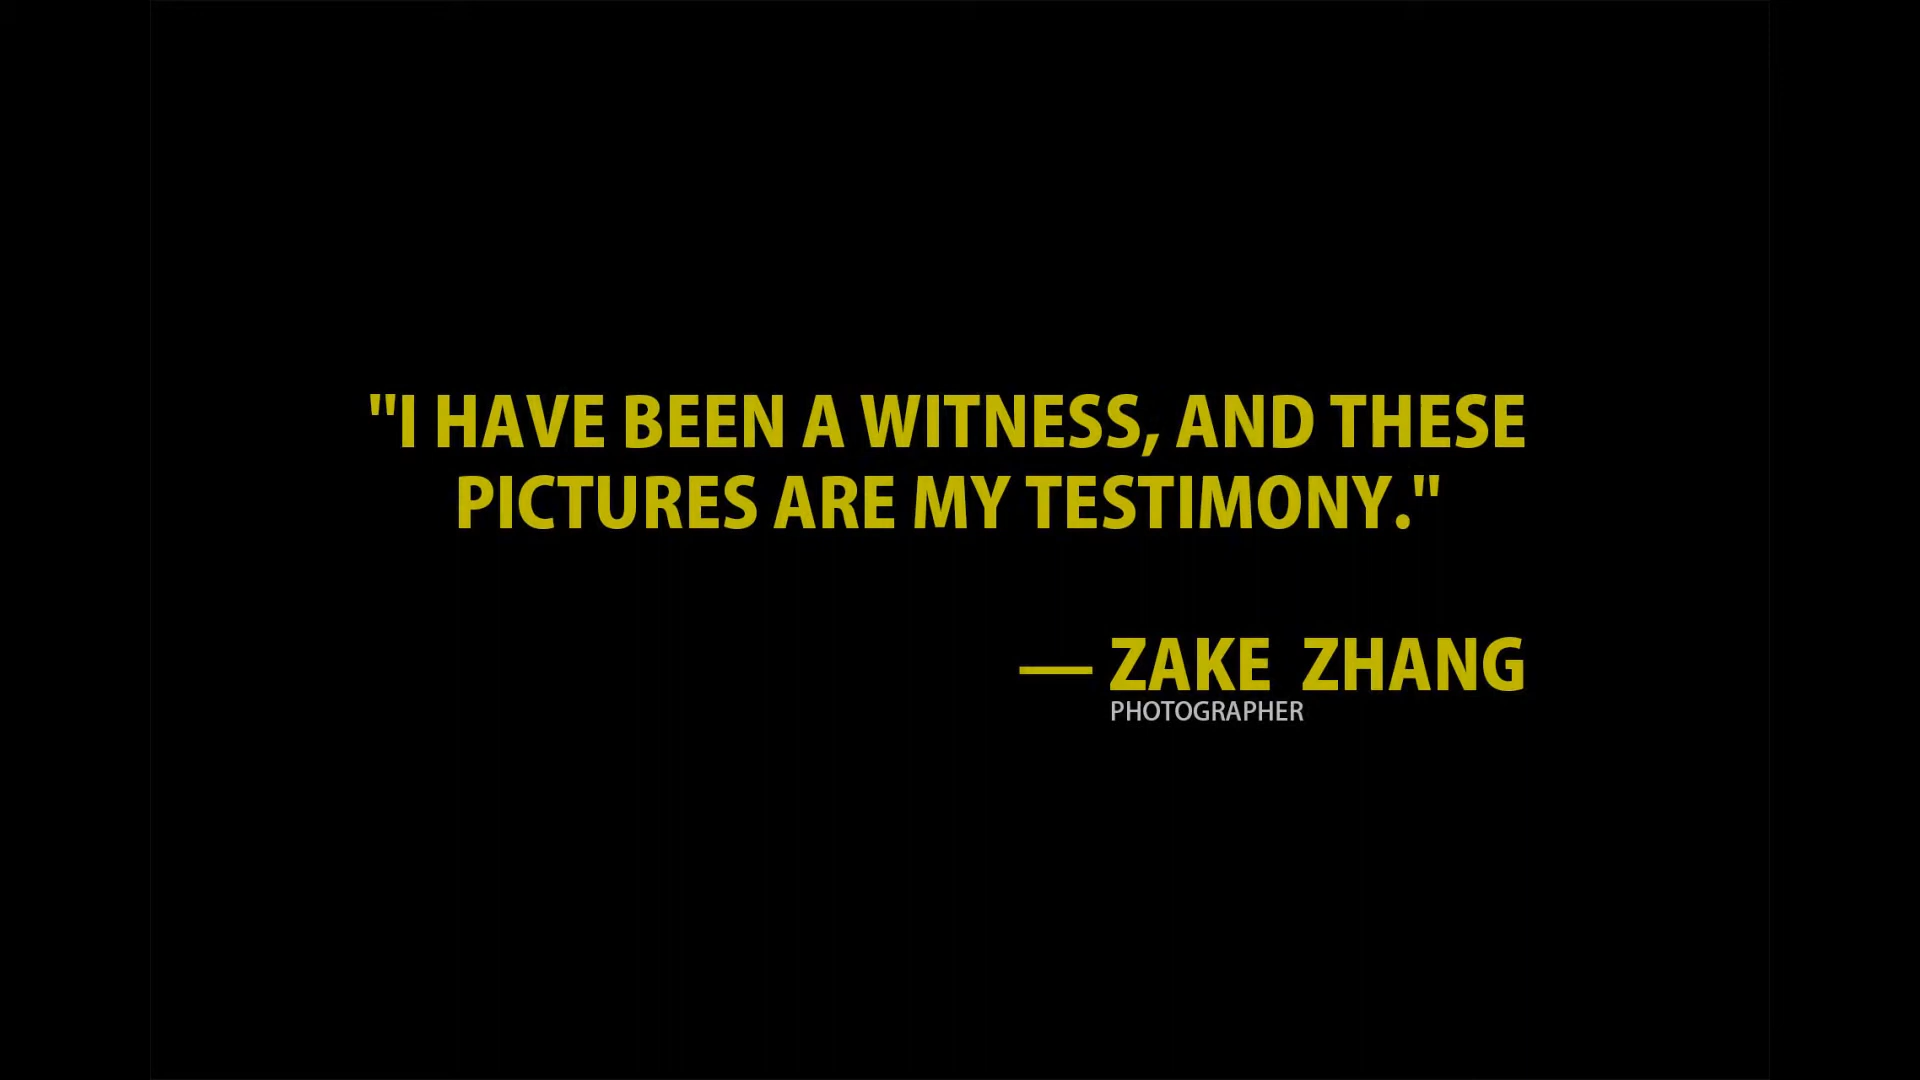 "I HAVE BEEN A WITNESS, AND THESE
PICTURES ARE MY TESTIMONY."
— ZAKE ZHANG
PHOTOGRAPHER